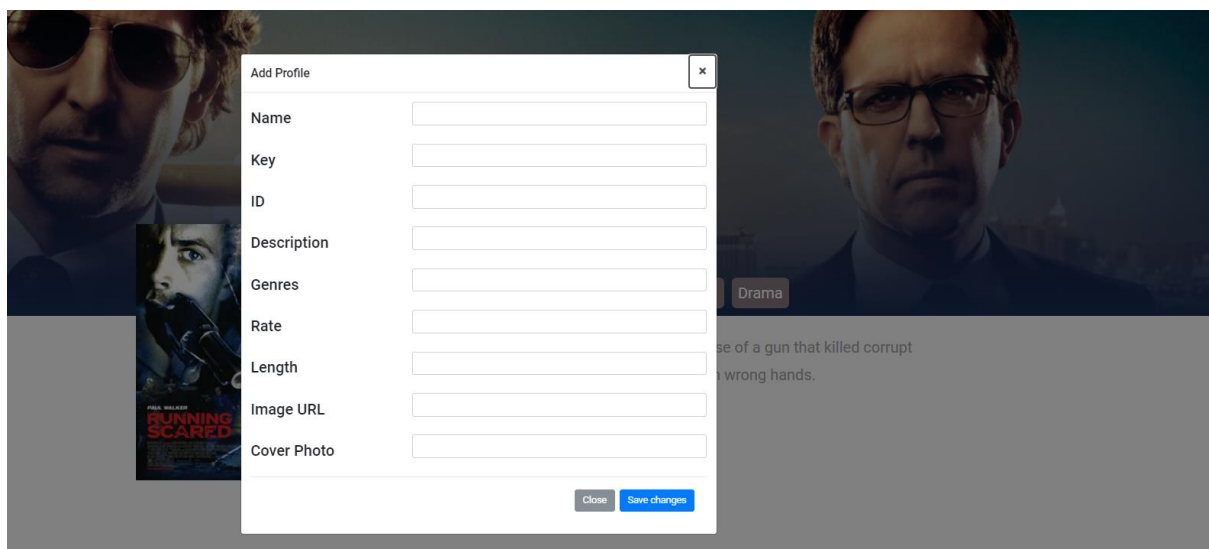 Add Profile ×
Name
Key
ID
Description
Genres
Rate
Length
Image URL
Cover Photo
Close Save changes
Drama
se of a gun that killed corrupt
wrong hands.
PAUL WALKER
RUNNING
SCARED